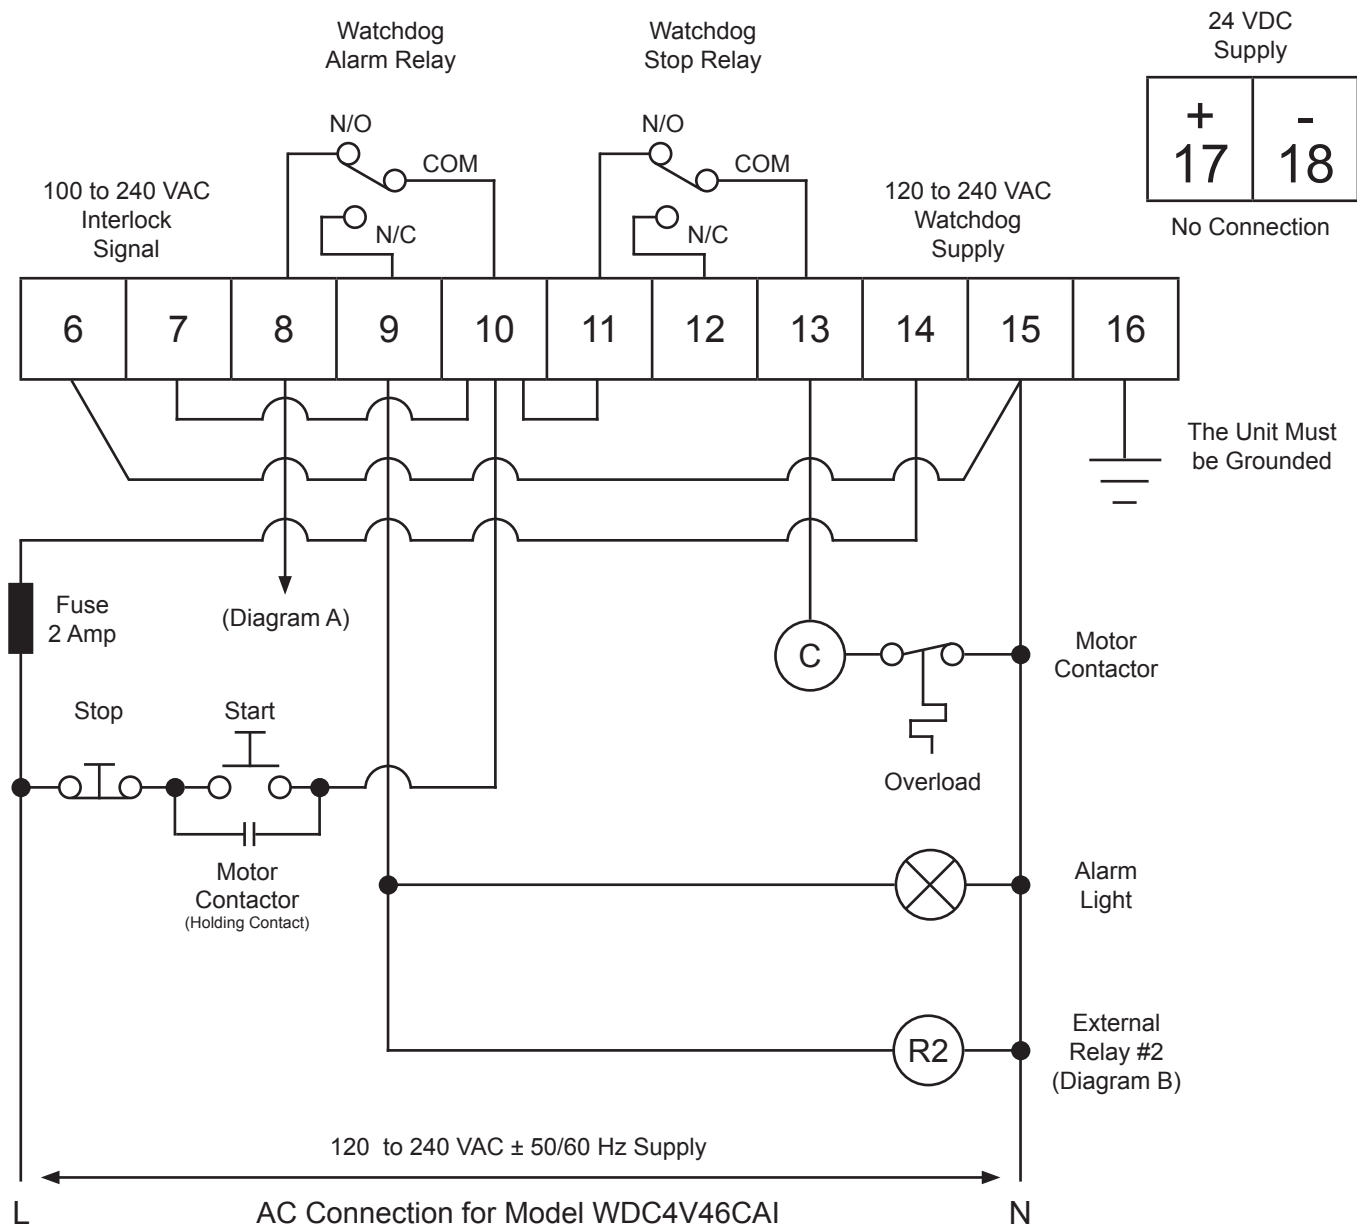 Watchdog
Alarm Relay
Watchdog
Stop Relay
24 VDC
Supply
N/O
COM
N/C
N/O
COM
N/C
+
17
-
18
No Connection
100 to 240 VAC
Interlock
Signal
120 to 240 VAC
Watchdog
Supply
6
7
8
9
10
11
12
13
14
15
16
The Unit Must
be Grounded
Fuse
2 Amp
(Diagram A)
C
Motor
Contactor
Overload
Stop
Start
Motor
Contactor
(Holding Contact)
Alarm
Light
R2
External
Relay #2
(Diagram B)
120 to 240 VAC ± 50/60 Hz Supply
L
AC Connection for Model WDC4V46CAI
N